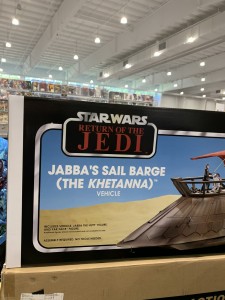 STAR WARS
RETURN OF THE
JEDI
JABBA'S SAIL BARGE
(THE KHETANNA)
VEHICLE